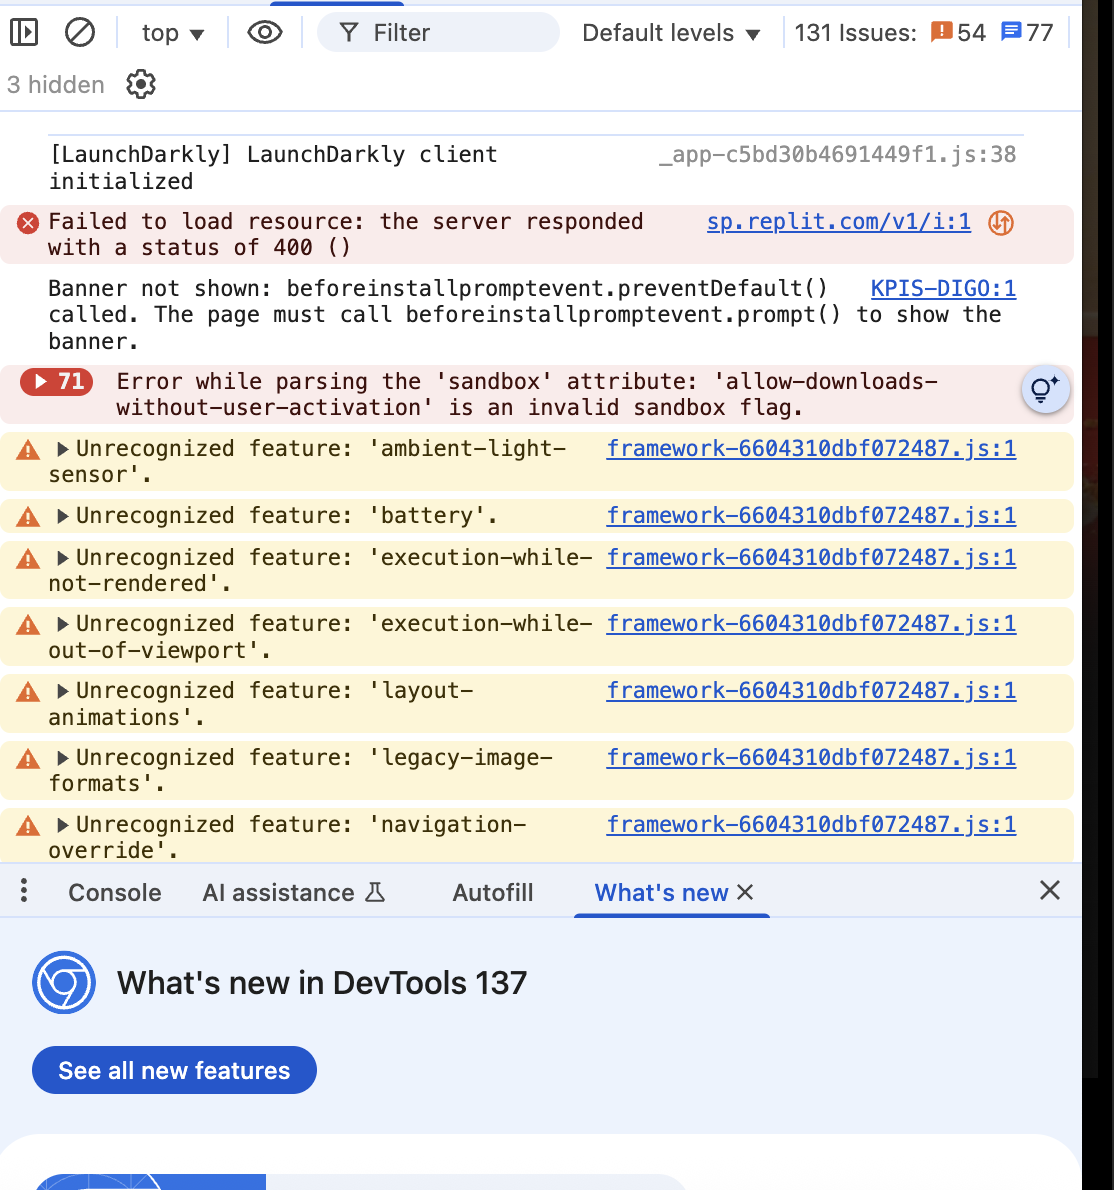 top
Filter
Default levels
131 Issues:
54
77
3 hidden
[LaunchDarkly] LaunchDarkly client _app-c5bd30b4691449f1.js:38
initialized
Failed to load resource: the server responded sp.replit.com/v1/i:1
with a status of 400 ()
Banner not shown: beforeinstallpromptevent.preventDefault() KPIS-DIGO:1
called. The page must call beforeinstallpromptevent.prompt() to show the
banner.
71 Error while parsing the 'sandbox' attribute: 'allow-downloads-
without-user-activation' is an invalid sandbox flag.
Unrecognized feature: 'ambient-light- framework-6604310dbf072487.js:1
sensor'.
Unrecognized feature: 'battery'. framework-6604310dbf072487.js:1
Unrecognized feature: 'execution-while- framework-6604310dbf072487.js:1
not-rendered'.
Unrecognized feature: 'execution-while- framework-6604310dbf072487.js:1
out-of-viewport'.
Unrecognized feature: 'layout- framework-6604310dbf072487.js:1
animations'.
Unrecognized feature: 'legacy-image- framework-6604310dbf072487.js:1
formats'.
Unrecognized feature: 'navigation- framework-6604310dbf072487.js:1
override'.
Console
AI assistance
Autofill
What's new
What's new in DevTools 137
See all new features